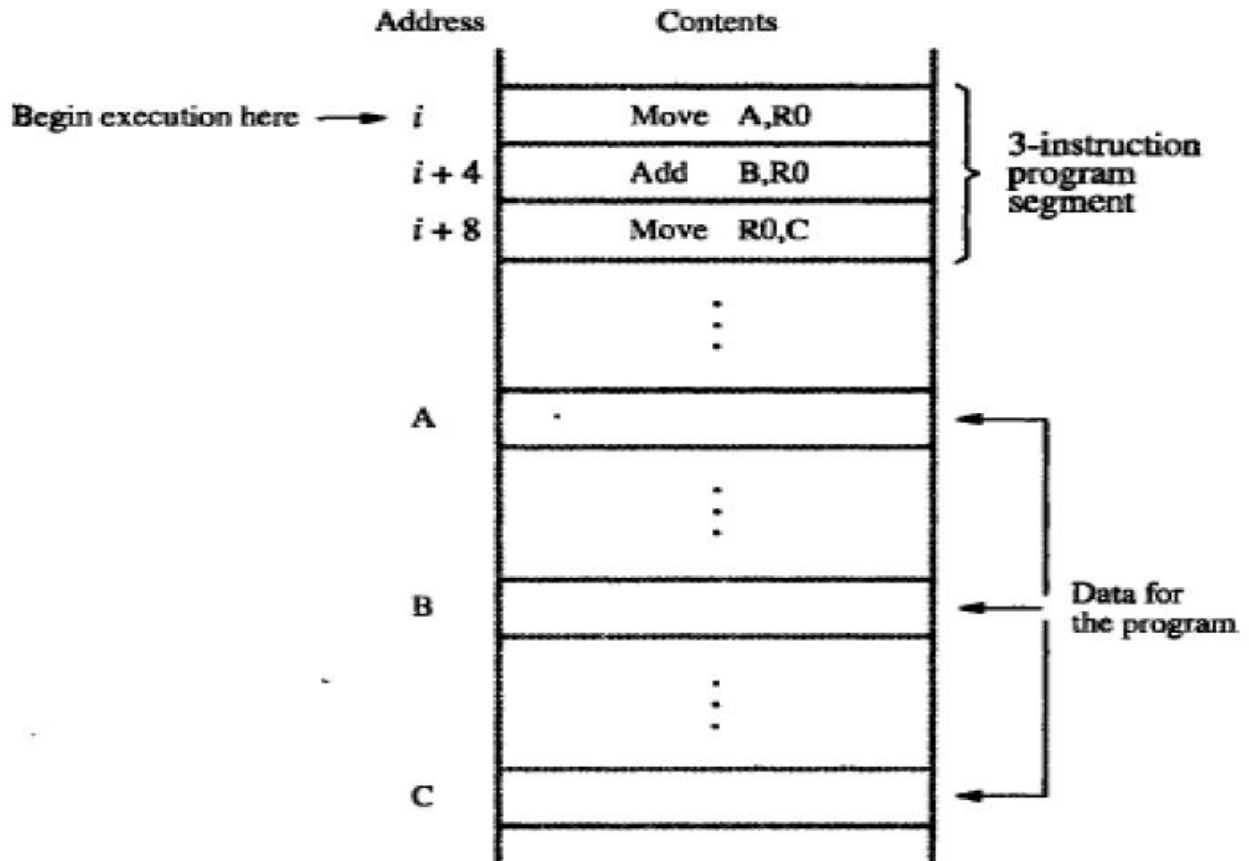 Address Contents
Begin execution here i Move A,R0
i + 4 Add B,R0
i + 8 Move R0,C
3-instruction
program
segment
A
B
Data for
the program
C